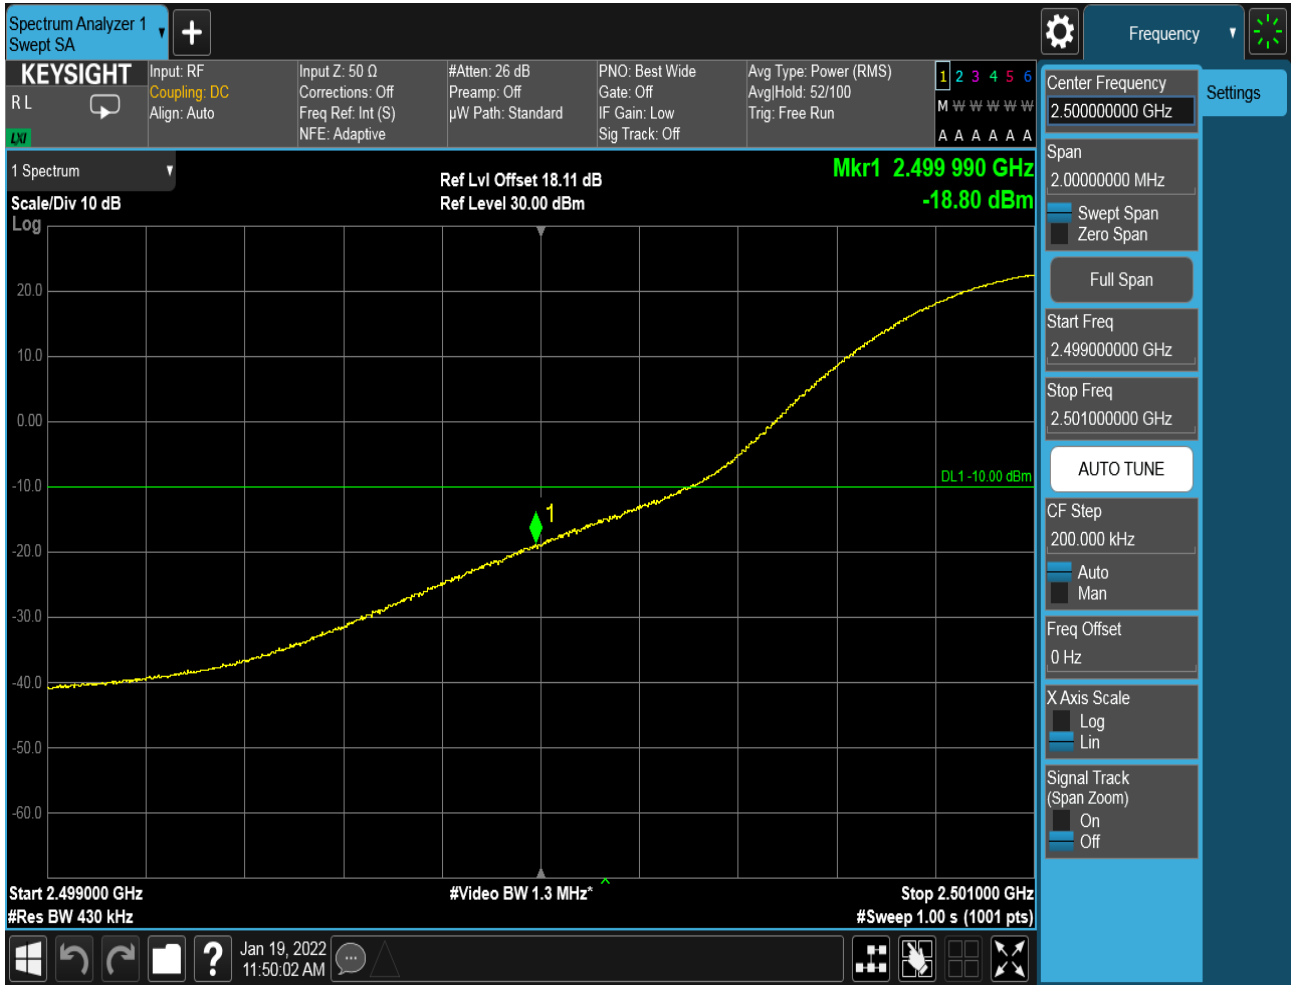 Spectrum Analyzer 1
Swept SA
Frequency
KEYSIGHT
R L
LXI
Input: RF
Coupling: DC
Align: Auto
Input Z: 50 Ω
Corrections: Off
Freq Ref: Int (S)
NFE: Adaptive
#Atten: 26 dB
Preamp: Off
µW Path: Standard
PNO: Best Wide
Gate: Off
IF Gain: Low
Sig Track: Off
Avg Type: Power (RMS)
Avg|Hold: 52/100
Trig: Free Run
1 2 3 4 5 6
M W W W W W
A A A A A A
1 Spectrum
Scale/Div 10 dB
Log
Ref Lvl Offset 18.11 dB
Ref Level 30.00 dBm
Mkr1 2.499 990 GHz
-18.80 dBm
20.0
10.0
0.00
-10.0
-20.0
-30.0
-40.0
-50.0
-60.0
DL1 -10.00 dBm
1
Start 2.499000 GHz
#Res BW 430 kHz
#Video BW 1.3 MHz*
Stop 2.501000 GHz
#Sweep 1.00 s (1001 pts)
Jan 19, 2022
11:50:02 AM
Settings
Center Frequency
2.500000000 GHz
Span
2.00000000 MHz
Swept Span
Zero Span
Full Span
Start Freq
2.499000000 GHz
Stop Freq
2.501000000 GHz
AUTO TUNE
CF Step
200.000 kHz
Auto
Man
Freq Offset
0 Hz
X Axis Scale
Log
Lin
Signal Track
(Span Zoom)
On
Off